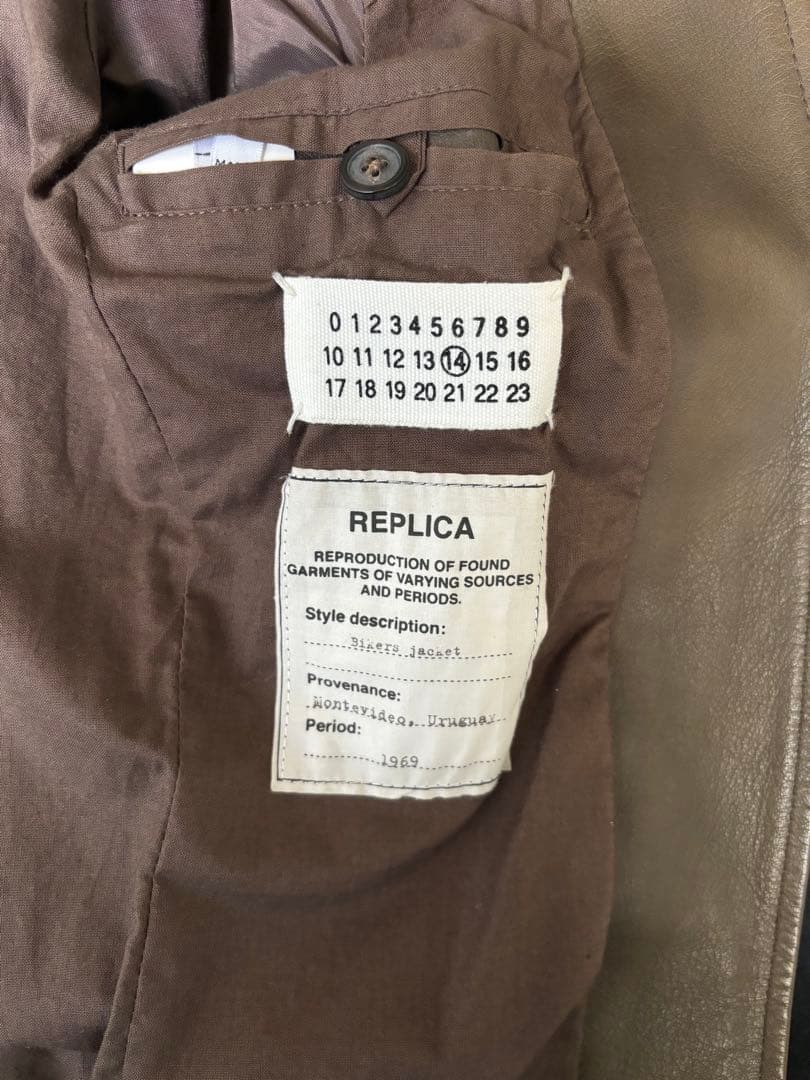 0 1 2 3 4 5 6 7 8 9
10 11 12 13 14 15 16
17 18 19 20 21 22 23
REPLICA
REPRODUCTION OF FOUND
GARMENTS OF VARYING SOURCES
AND PERIODS.
Style description:
Bikers jacket
Provenance:
Montevideo, Uruguay
Period:
1969